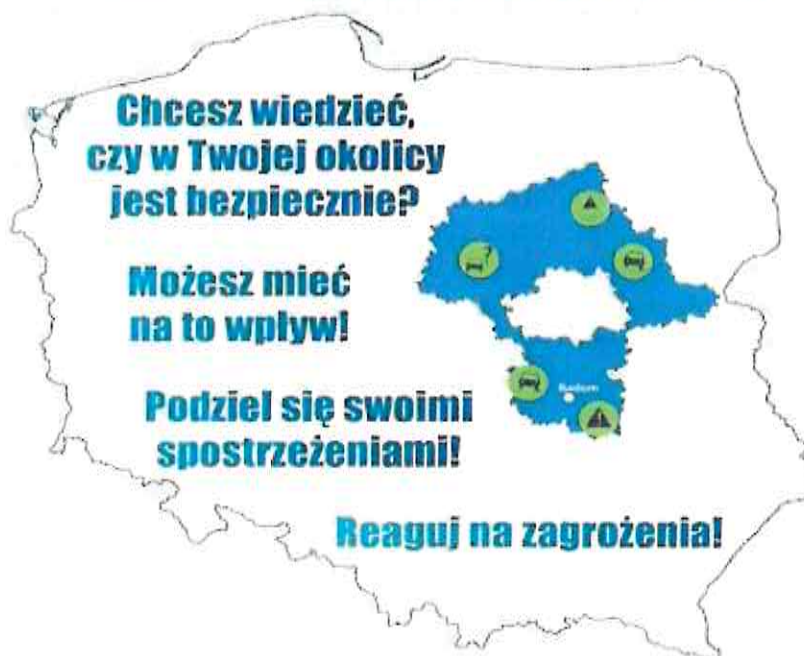 Chcesz wiedzieć,
czy w Twojej okolicy
jest bezpiecznie?
Możesz mieć
na to wpływ!
Radom
Podziel się swoimi
spostrzeżeniami!
Reaguj na zagrożenia!